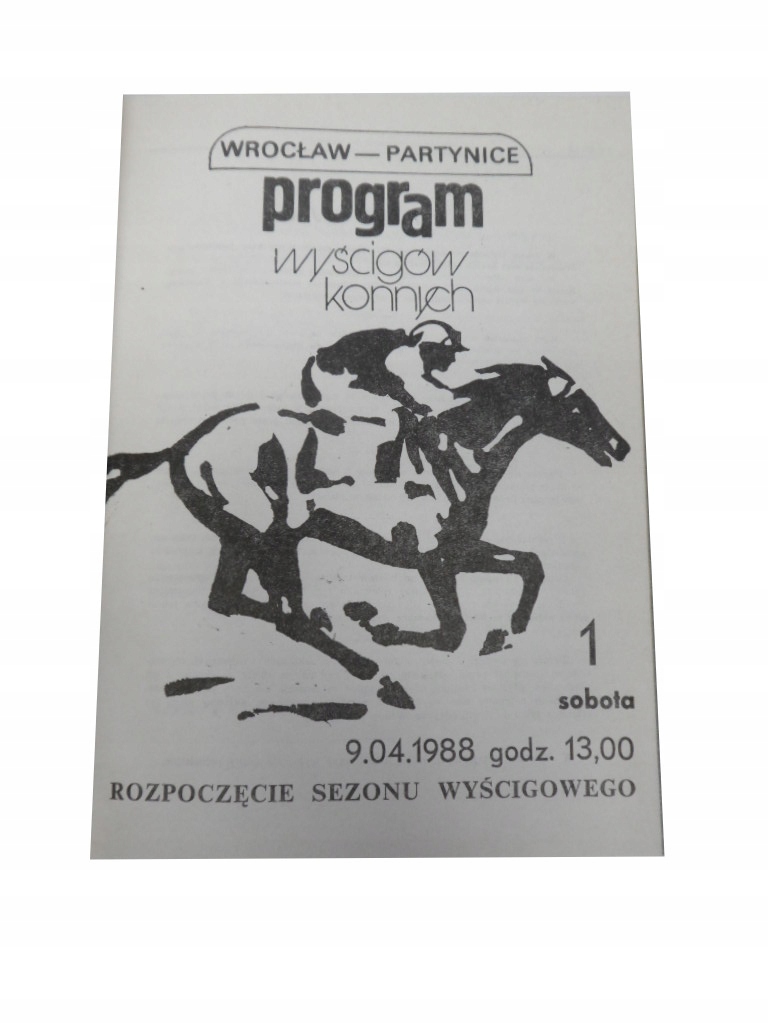 WROCŁAW — PARTYNICE
program
wyścigów
konnych
1
sobota
9.04.1988 godz. 13,00
ROZPOCZĘCIE SEZONU WYŚCIGOWEGO